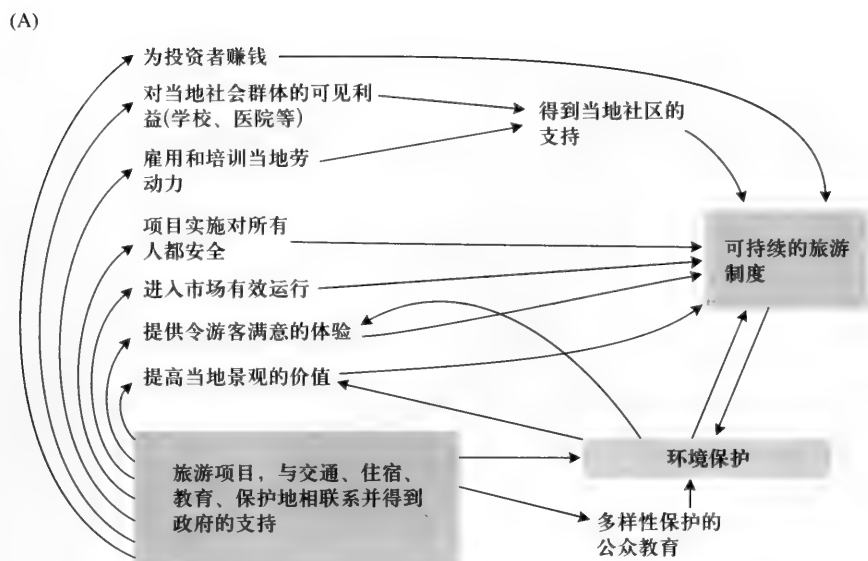 (A)
为投资者赚钱
对当地社会群体的可见利
益(学校、医院等)
得到当地社区的
支持
雇用和培训当地劳
动力
项目实施对所有
人都安全
可持续的旅游
制度
进入市场有效运行
提供令游客满意的体验
提高当地景观的价值
环境保护
旅游项目，与交通、住宿、
教育、保护地相联系并得到
政府的支持
多样性保护的
公众教育